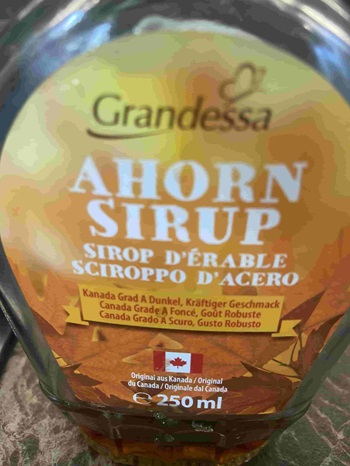 Grandessa
AHORN
SIRUP
SIROP D'ÉRABLE
SCIROPPO D'ACERO
Kanada Grad A Dunkel, Kräftiger Geschmack
Canada Grade A Foncé, Goût Robuste
Canada Grado A Scuro, Gusto Robusto
Original aus Kanada / Original
du Canada / Originale dal Canada
℮ 250 ml